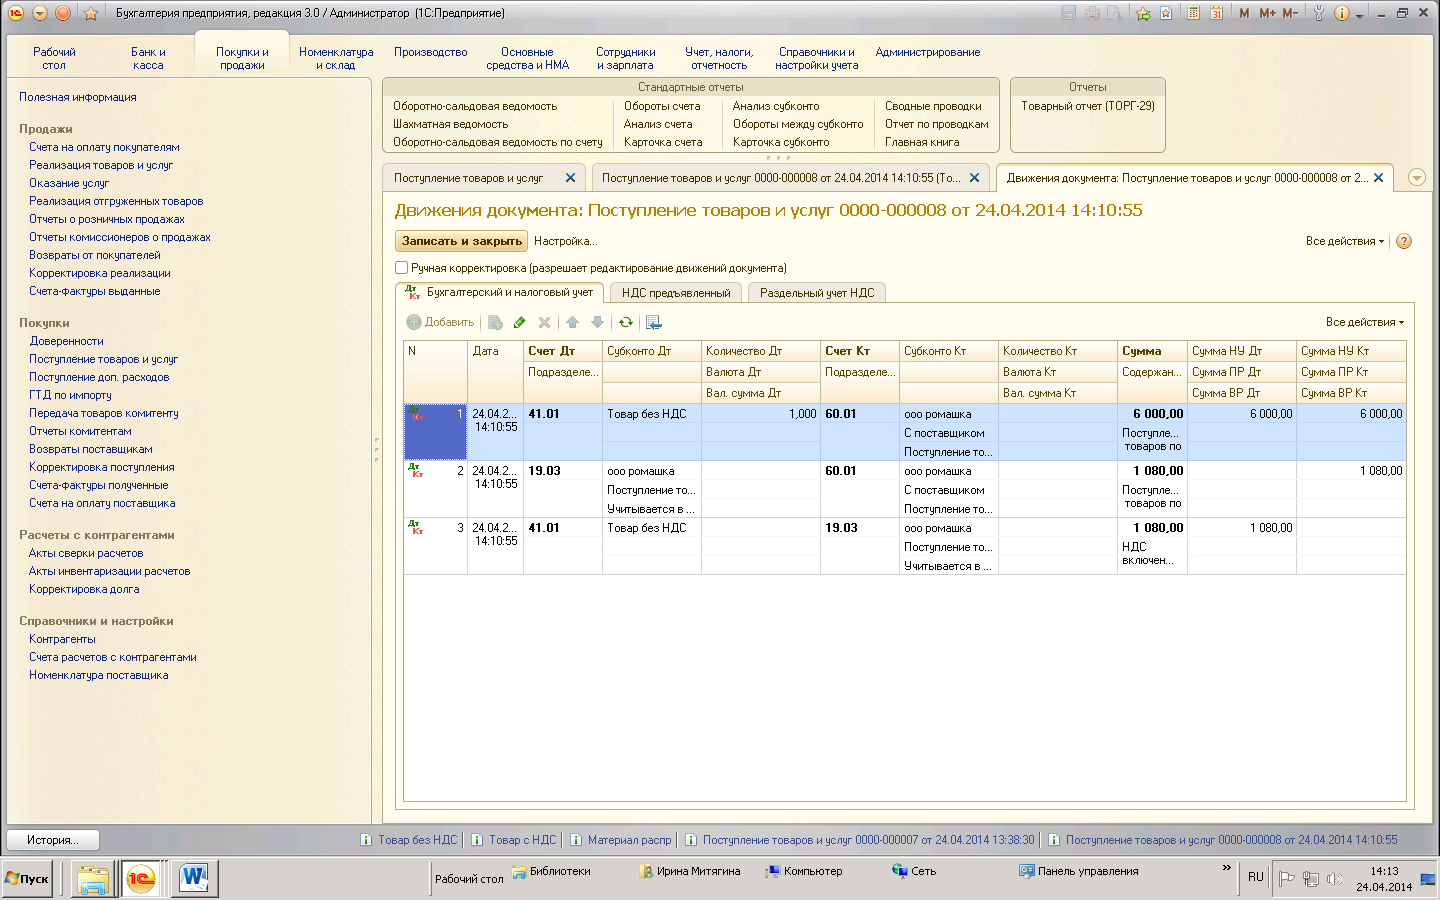 Бухгалтерия предприятия, редакция 3.0 / Администратор (1С:Предприятие)
M M+ M-
Рабочий стол
Банк и касса
Покупки и продажи
Номенклатура и склад
Производство
Основные средства и НМА
Сотрудники и зарплата
Учет, налоги, отчетность
Справочники и настройки учета
Администрирование
Полезная информация
Продажи
Счета на оплату покупателям
Реализация товаров и услуг
Оказание услуг
Реализация отгруженных товаров
Отчеты о розничных продажах
Отчеты комиссионеров о продажах
Возвраты от покупателей
Корректировка реализации
Счета-фактуры выданные
Покупки
Доверенности
Поступление товаров и услуг
Поступление доп. расходов
ГТД по импорту
Передача товаров комитенту
Отчеты комитентам
Возвраты поставщикам
Корректировка поступления
Счета-фактуры полученные
Счета на оплату поставщика
Расчеты с контрагентами
Акты сверки расчетов
Акты инвентаризации расчетов
Корректировка долга
Справочники и настройки
Контрагенты
Счета расчетов с контрагентами
Номенклатура поставщика
Стандартные отчеты
Оборотно-сальдовая ведомость Обороты счета Анализ субконто Сводные проводки
Шахматная ведомость Анализ счета Обороты между субконто Отчет по проводкам
Оборотно-сальдовая ведомость по счету Карточка счета Карточка субконто Главная книга
Отчеты
Товарный отчет (ТОРГ-29)
Поступление товаров и услуг
Поступление товаров и услуг 0000-000008 от 24.04.2014 14:10:55 (То...
Движения документа: Поступление товаров и услуг 0000-000008 от 2...
Движения документа: Поступление товаров и услуг 0000-000008 от 24.04.2014 14:10:55
Записать и закрыть Настройка... Все действия
Ручная корректировка (разрешает редактирование движений документа)
Дт Кт Бухгалтерский и налоговый учет НДС предъявленный Раздельный учет НДС
Добавить Все действия
N Дата Счет Дт Субконто Дт Количество Дт Счет Кт Субконто Кт Количество Кт Сумма Сумма НУ Дт Сумма НУ Кт
Подразделе... Валюта Дт Подразделе... Валюта Кт Содержан... Сумма ПР Дт Сумма ПР Кт
Вал. сумма Дт Вал. сумма Кт Сумма ВР Дт Сумма ВР Кт
Дт Кт 1 24.04.2... 41.01 Товар без НДС 1,000 60.01 ооо ромашка 6 000,00 6 000,00 6 000,00
14:10:55 С поставщиком Поступле...
Поступление то... товаров по
Дт Кт 2 24.04.2... 19.03 ооо ромашка 60.01 ооо ромашка 1 080,00 1 080,00
14:10:55 Поступление то... С поставщиком Поступле...
Учитывается в ... Поступление то... товаров по
Дт Кт 3 24.04.2... 41.01 Товар без НДС 19.03 ооо ромашка 1 080,00 1 080,00
14:10:55 Поступление то... НДС
Учитывается в ... включен...
История... Товар без НДС Товар с НДС Материал распр Поступление товаров и услуг 0000-000007 от 24.04.2014 13:38:30 Поступление товаров и услуг 0000-000008 от 24.04.2014 14:10:55
Пуск Рабочий стол Библиотеки Ирина Митягина Компьютер Сеть Панель управления » RU 14:13
24.04.2014